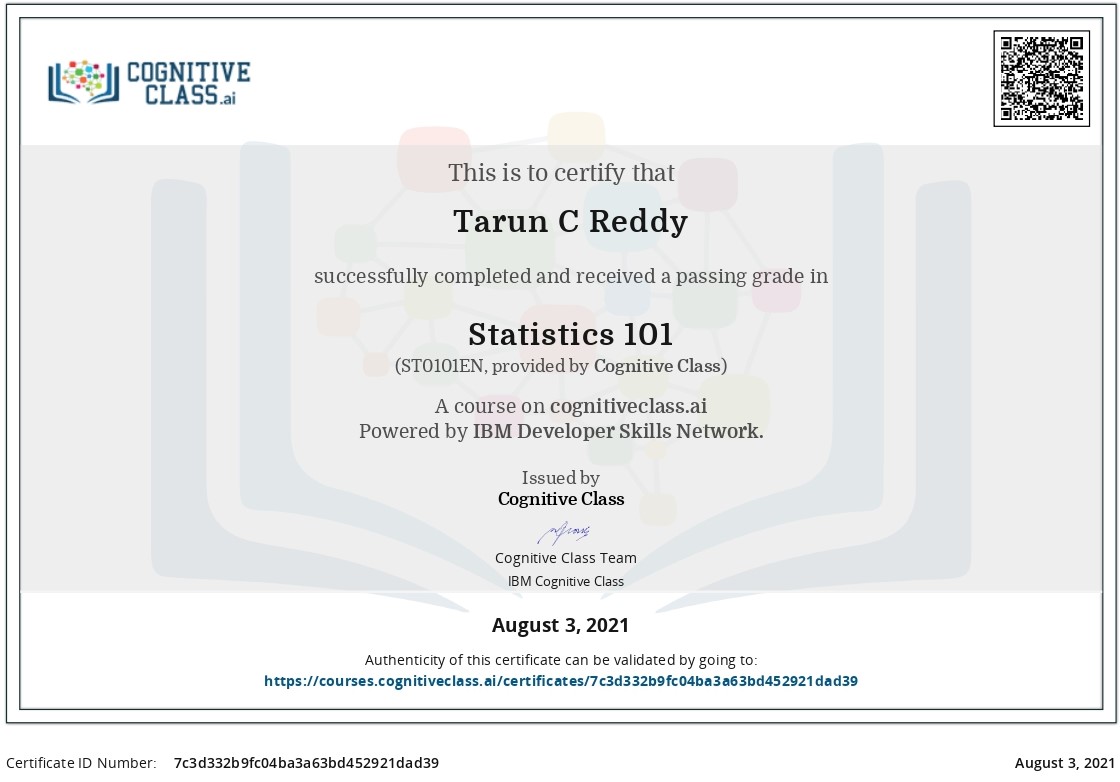 COGNITIVE
CLASS.ai
This is to certify that
Tarun C Reddy
successfully completed and received a passing grade in
Statistics 101
(ST0101EN, provided by Cognitive Class)
A course on cognitiveclass.ai
Powered by IBM Developer Skills Network.
Issued by
Cognitive Class
Cognitive Class Team
IBM Cognitive Class
August 3, 2021
Authenticity of this certificate can be validated by going to:
https://courses.cognitiveclass.ai/certificates/7c3d332b9fc04ba3a63bd452921dad39
Certificate ID Number: 7c3d332b9fc04ba3a63bd452921dad39
August 3, 2021